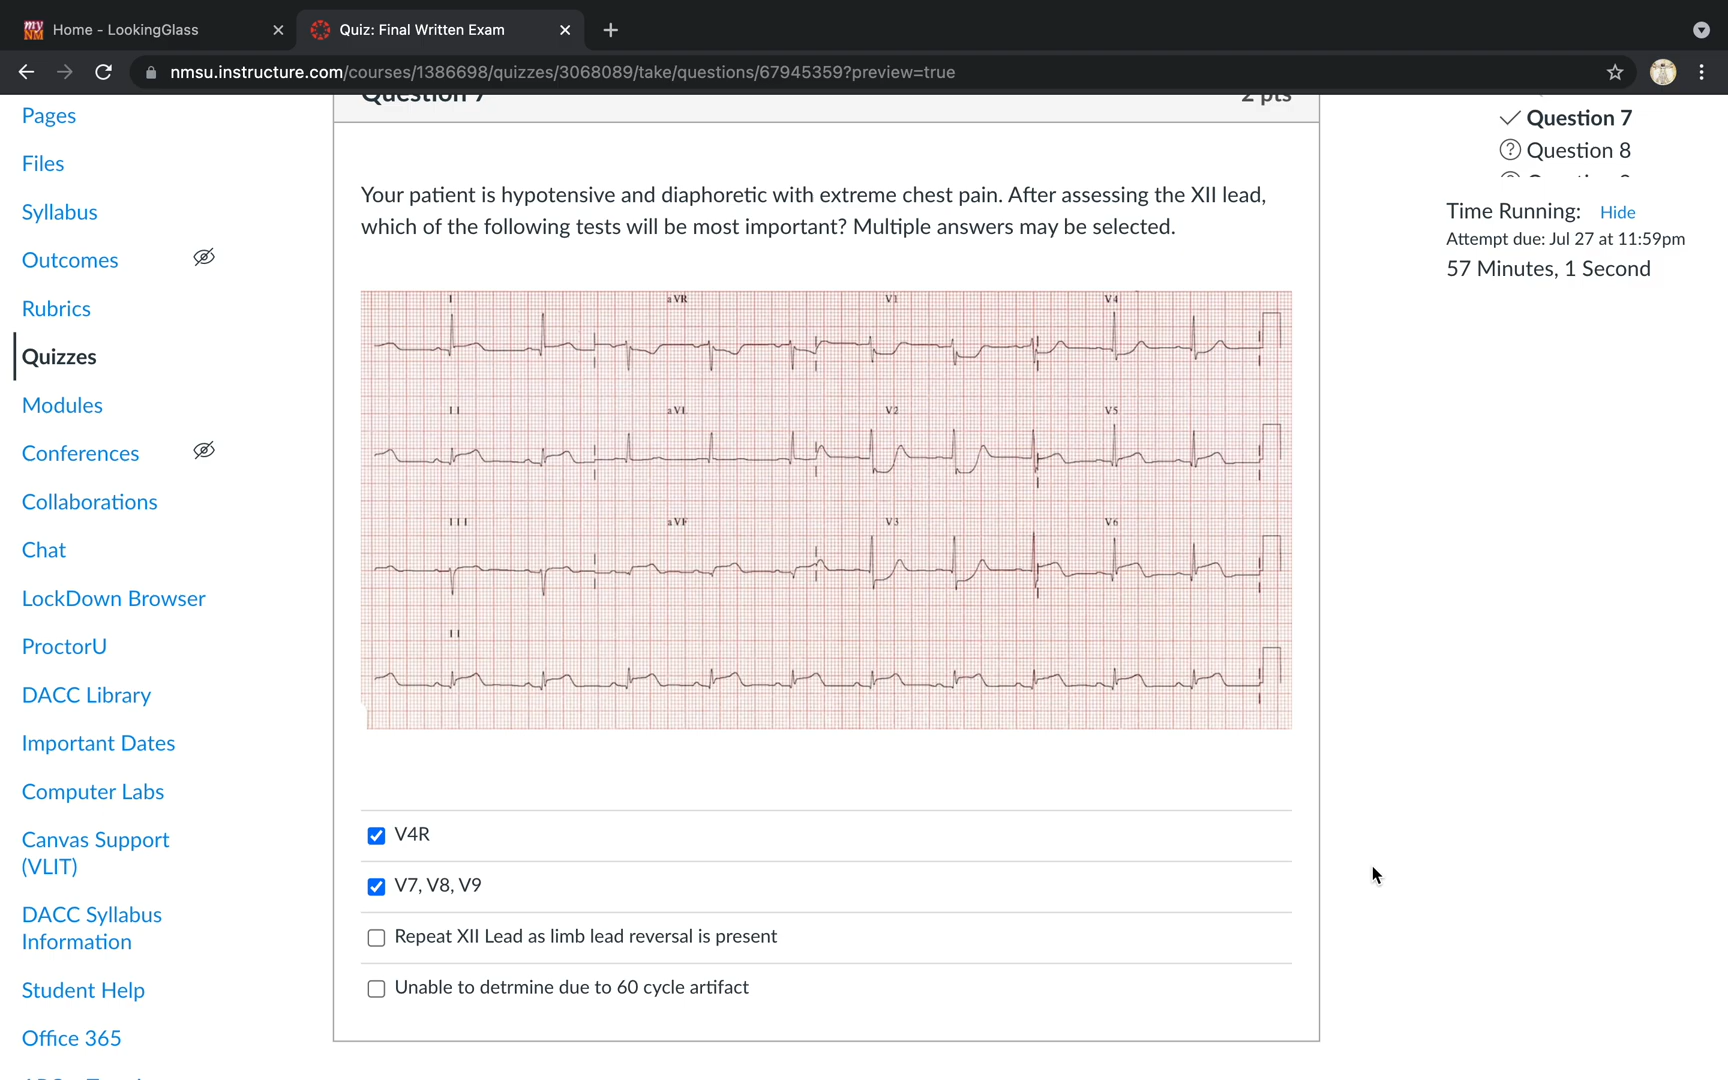 Home - LookingGlass
Quiz: Final Written Exam
nmsu.instructure.com/courses/1386698/quizzes/3068089/take/questions/67945359?preview=true
Pages
Files
Syllabus
Outcomes
Rubrics
Quizzes
Modules
Conferences
Collaborations
Chat
LockDown Browser
ProctorU
DACC Library
Important Dates
Computer Labs
Canvas Support
(VLIT)
DACC Syllabus
Information
Student Help
Office 365
Question 7
2 pts
Your patient is hypotensive and diaphoretic with extreme chest pain. After assessing the XII lead,
which of the following tests will be most important? Multiple answers may be selected.
I aVR V1 V4
II aVL V2 V5
III aVF V3 V6
II
V4R
V7, V8, V9
Repeat XII Lead as limb lead reversal is present
Unable to detrmine due to 60 cycle artifact
Question 7
Question 8
Time Running: Hide
Attempt due: Jul 27 at 11:59pm
57 Minutes, 1 Second